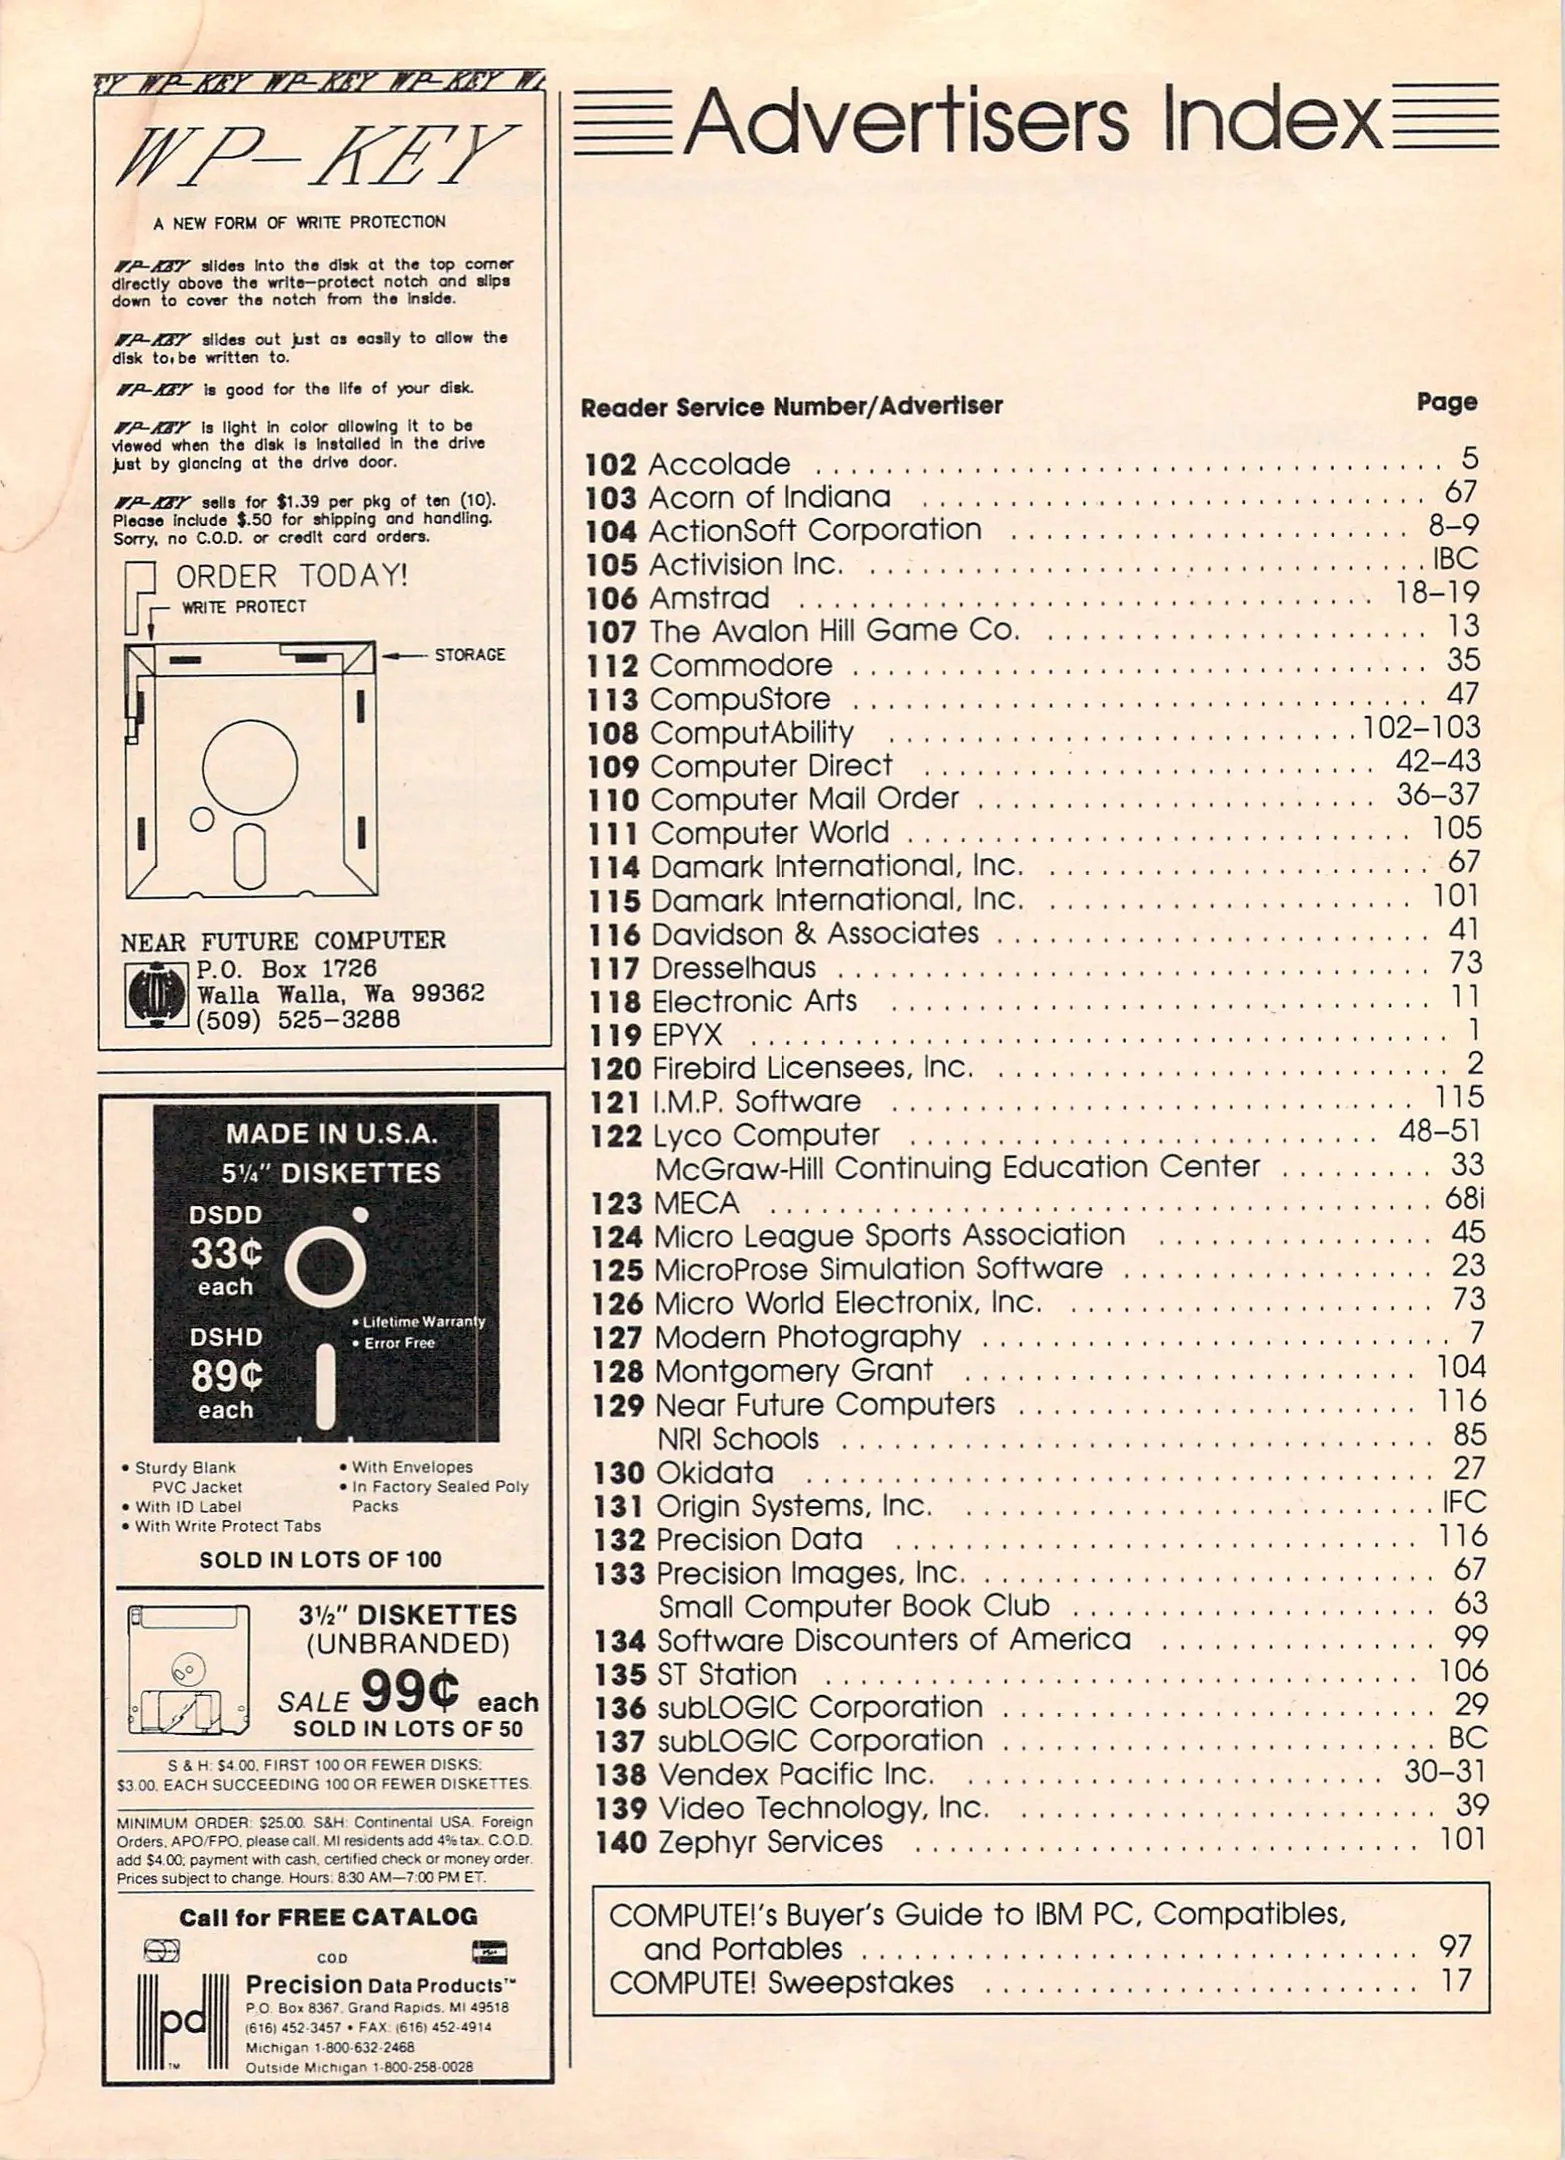 EY WP-KEY WP-KEY WP-KEY W
WP-KEY
A NEW FORM OF WRITE PROTECTION
WP-KEY slides into the disk at the top corner
directly above the write-protect notch and slips
down to cover the notch from the inside.
WP-KEY slides out just as easily to allow the
disk to be written to.
WP-KEY is good for the life of your disk.
WP-KEY is light in color allowing it to be
viewed when the disk is installed in the drive
just by glancing at the drive door.
WP-KEY sells for $1.39 per pkg of ten (10).
Please include $.50 for shipping and handling.
Sorry, no C.O.D. or credit card orders.
ORDER TODAY!
WRITE PROTECT
STORAGE
NEAR FUTURE COMPUTER
P.O. Box 1726
Walla Walla, Wa 99362
(509) 525-3288
MADE IN U.S.A.
5¼" DISKETTES
DSDD
33¢
each
DSHD
89¢
each
• Lifetime Warranty
• Error Free
• Sturdy Blank
PVC Jacket
• With ID Label
• With Write Protect Tabs
• With Envelopes
• In Factory Sealed Poly
Packs
SOLD IN LOTS OF 100
3½" DISKETTES
(UNBRANDED)
SALE 99¢ each
SOLD IN LOTS OF 50
S & H: $4.00, FIRST 100 OR FEWER DISKS;
$3.00, EACH SUCCEEDING 100 OR FEWER DISKETTES.
MINIMUM ORDER: $25.00. S&H: Continental USA. Foreign
Orders, APO/FPO, please call. MI residents add 4% tax. C.O.D.
add $4.00; payment with cash, certified check or money order.
Prices subject to change. Hours: 8:30 AM—7:00 PM ET.
Call for FREE CATALOG
C.O.D
pd
TM
Precision Data Products™
P.O. Box 8367, Grand Rapids, MI 49518
(616) 452-3457 • FAX: (616) 452-4914
Michigan 1-800-632-2468
Outside Michigan 1-800-258-0028
Advertisers Index
Reader Service Number/Advertiser Page
102 Accolade 5
103 Acorn of Indiana 67
104 ActionSoft Corporation 8–9
105 Activision Inc. IBC
106 Amstrad 18–19
107 The Avalon Hill Game Co. 13
112 Commodore 35
113 CompuStore 47
108 ComputAbility 102–103
109 Computer Direct 42–43
110 Computer Mail Order 36–37
111 Computer World 105
114 Damark International, Inc. 67
115 Damark International, Inc. 101
116 Davidson & Associates 41
117 Dresselhaus 73
118 Electronic Arts 11
119 EPYX 1
120 Firebird Licensees, Inc. 2
121 I.M.P. Software 115
122 Lyco Computer 48–51
McGraw-Hill Continuing Education Center 33
123 MECA 68i
124 Micro League Sports Association 45
125 MicroProse Simulation Software 23
126 Micro World Electronix, Inc. 73
127 Modern Photography 7
128 Montgomery Grant 104
129 Near Future Computers 116
NRI Schools 85
130 Okidata 27
131 Origin Systems, Inc. IFC
132 Precision Data 116
133 Precision Images, Inc. 67
Small Computer Book Club 63
134 Software Discounters of America 99
135 ST Station 106
136 subLOGIC Corporation 29
137 subLOGIC Corporation BC
138 Vendex Pacific Inc. 30–31
139 Video Technology, Inc. 39
140 Zephyr Services 101
COMPUTE!'s Buyer's Guide to IBM PC, Compatibles,
and Portables 97
COMPUTE! Sweepstakes 17